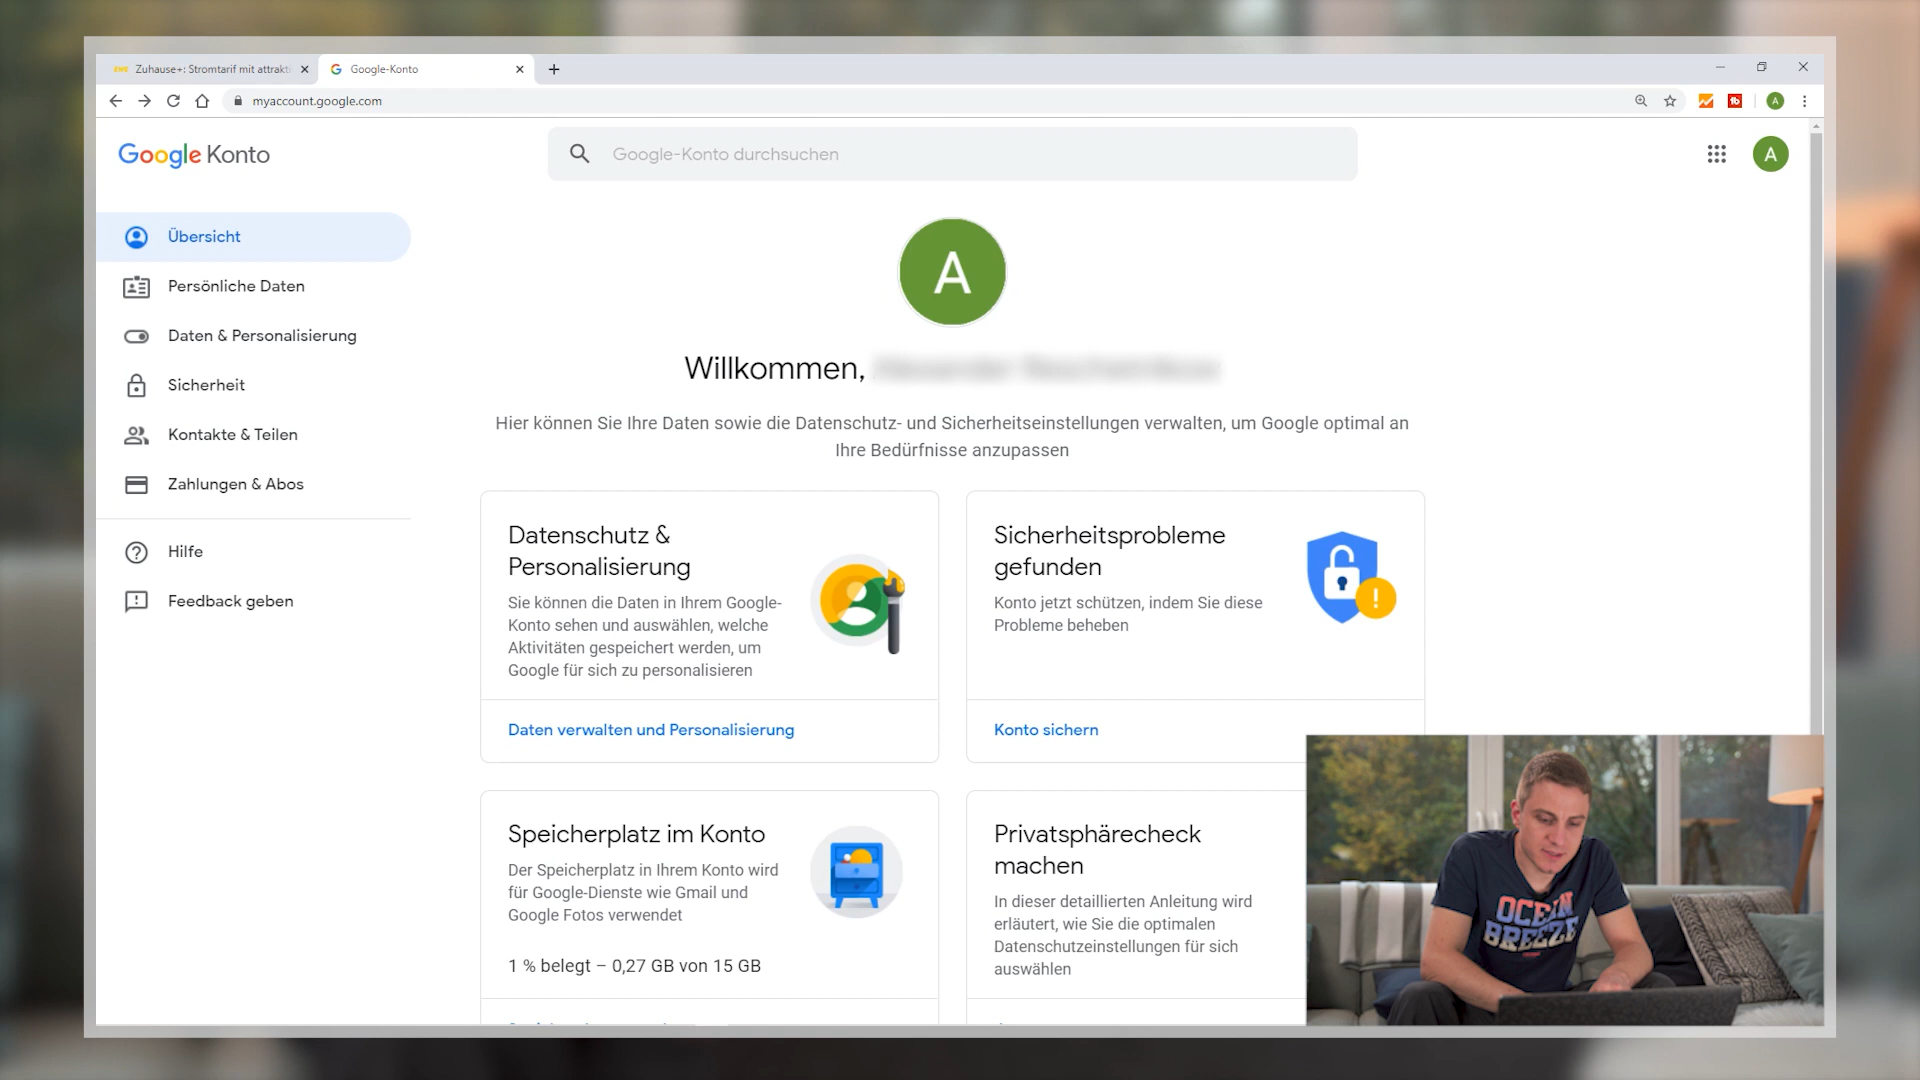 Zuhause+: Stromtarif mit attrakti
Google-Konto
myaccount.google.com
A
Google Konto
Google-Konto durchsuchen
A
Übersicht
Persönliche Daten
Daten & Personalisierung
Sicherheit
Kontakte & Teilen
Zahlungen & Abos
Hilfe
Feedback geben
A
Willkommen,
Hier können Sie Ihre Daten sowie die Datenschutz- und Sicherheitseinstellungen verwalten, um Google optimal an
Ihre Bedürfnisse anzupassen
Datenschutz &
Personalisierung
Sie können die Daten in Ihrem Google-
Konto sehen und auswählen, welche
Aktivitäten gespeichert werden, um
Google für sich zu personalisieren
Daten verwalten und Personalisierung
Sicherheitsprobleme
gefunden
Konto jetzt schützen, indem Sie diese
Probleme beheben
Konto sichern
Speicherplatz im Konto
Der Speicherplatz in Ihrem Konto wird
für Google-Dienste wie Gmail und
Google Fotos verwendet
1 % belegt – 0,27 GB von 15 GB
Privatsphärecheck
machen
In dieser detaillierten Anleitung wird
erläutert, wie Sie die optimalen
Datenschutzeinstellungen für sich
auswählen
OCEAN
BREEZE